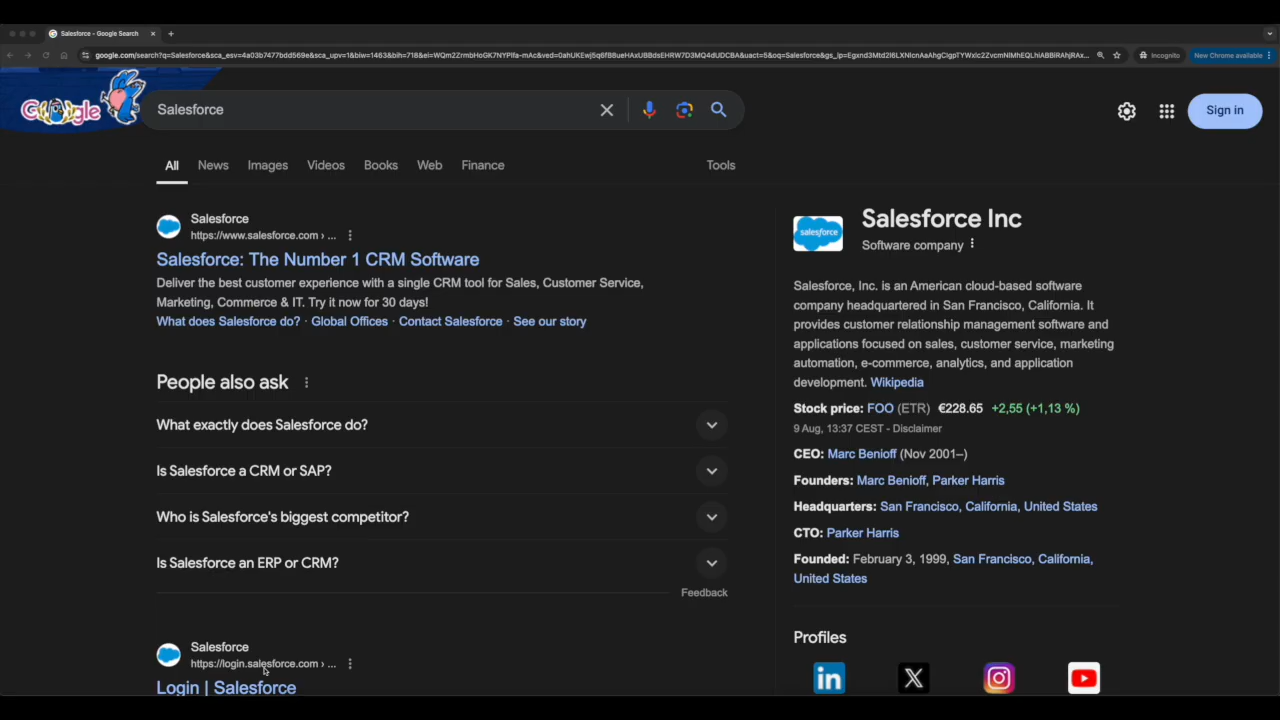 Salesforce - Google Search
Incognito
New Chrome available
Google
Salesforce
Sign in
All
News
Images
Videos
Books
Web
Finance
Tools
Salesforce
https://www.salesforce.com › ...
Salesforce: The Number 1 CRM Software
Deliver the best customer experience with a single CRM tool for Sales, Customer Service,
Marketing, Commerce & IT. Try it now for 30 days!
What does Salesforce do? · Global Offices · Contact Salesforce · See our story
People also ask
What exactly does Salesforce do?
Is Salesforce a CRM or SAP?
Who is Salesforce's biggest competitor?
Is Salesforce an ERP or CRM?
Feedback
Salesforce
https://login.salesforce.com › ...
Login | Salesforce
salesforce
Salesforce Inc
Software company
Salesforce, Inc. is an American cloud-based software
company headquartered in San Francisco, California. It
provides customer relationship management software and
applications focused on sales, customer service, marketing
automation, e-commerce, analytics, and application
development. Wikipedia
Stock price: FOO (ETR) €228.65 +2,55 (+1,13 %)
9 Aug, 13:37 CEST - Disclaimer
CEO: Marc Benioff (Nov 2001–)
Founders: Marc Benioff, Parker Harris
Headquarters: San Francisco, California, United States
CTO: Parker Harris
Founded: February 3, 1999, San Francisco, California,
United States
Profiles
in
X